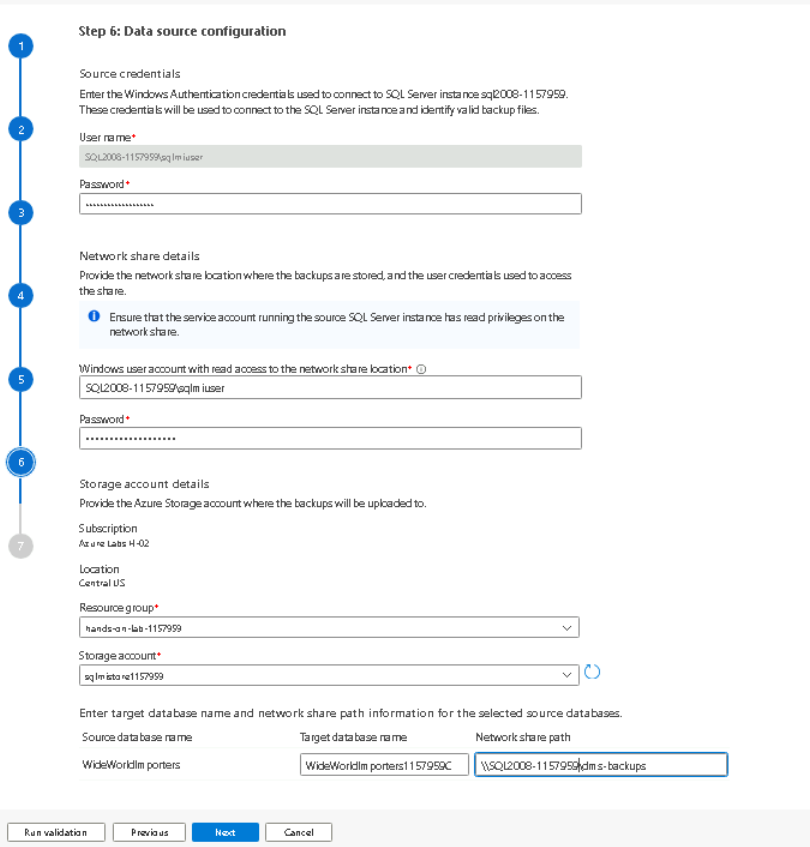 Step 6: Data source configuration
1
Source credentials
Enter the Windows Authentication credentials used to connect to SQL Server instance sql2008-1157959.
These credentials will be used to connect to the SQL Server instance and identify valid backup files.
2
User name*
SQL2008-1157959\sqlmiuser
Password*
•••••••••••••••••••
3
Network share details
Provide the network share location where the backups are stored, and the user credentials used to access
the share.
4
Ensure that the service account running the source SQL Server instance has read privileges on the
network share.
Windows user account with read access to the network share location*
5
SQL2008-1157959\sqlmiuser
Password*
•••••••••••••••••••
6
Storage account details
Provide the Azure Storage account where the backups will be uploaded to.
Subscription
Azure Labs H-02
7
Location
Central US
Resource group*
hands-on-lab-1157959
Storage account*
sqlmistore1157959
Enter target database name and network share path information for the selected source databases.
Source database name Target database name Network share path
WideWorldImporters WideWorldImporters1157959C \\SQL2008-1157959\dms-backups
Run validation Previous Next Cancel